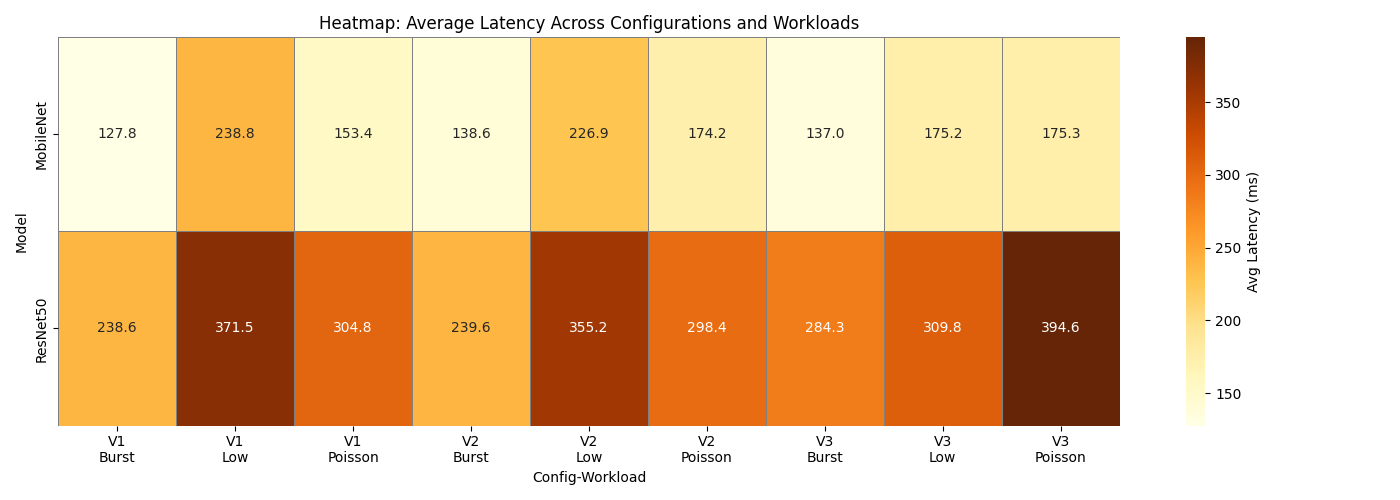 Heatmap: Average Latency Across Configurations and Workloads
Model
MobileNet
127.8 238.8 153.4 138.6 226.9 174.2 137.0 175.2 175.3
ResNet50
238.6 371.5 304.8 239.6 355.2 298.4 284.3 309.8 394.6
V1 V1 V1 V2 V2 V2 V3 V3 V3
Burst Low Poisson Burst Low Poisson Burst Low Poisson
Config-Workload
350
300
250
200
150
Avg Latency (ms)